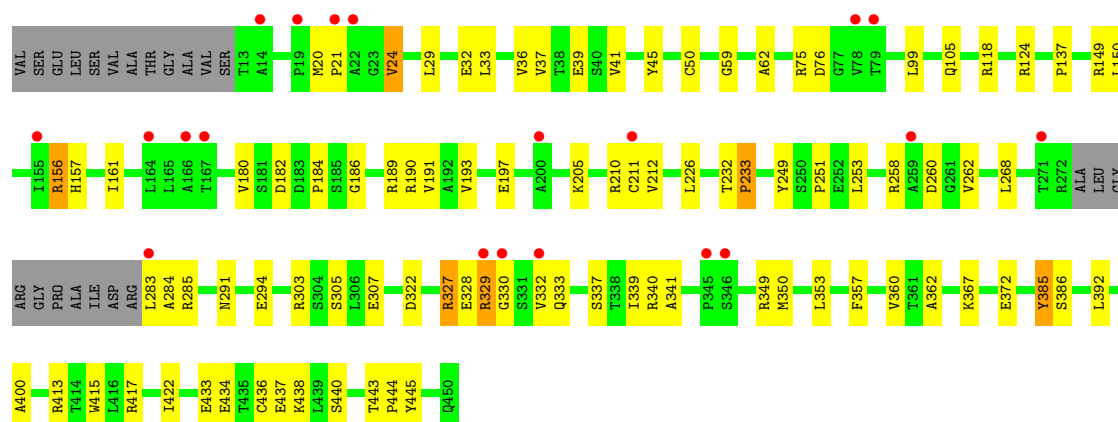 VAL SER GLU LEU SER VAL ALA THR GLY ALA VAL SER T13 A14 P19 M20 P21 A22 G23 V24 L29 E32 L33 V36 V37 T38 E39 S40 V41 Y45 C50 G59 A62 R75 D76 G77 V78 T79 L99 Q105 R118 R124 P137 R149 L150
I155 R156 H157 I161 L164 L165 A166 T167 V180 S181 D182 D183 P184 S185 G186 R189 R190 V191 A192 V193 E197 A200 K205 R210 C211 V212 L226 T232 P233 Y249 S250 P251 E252 L253 R258 A259 D260 G261 V262 L268 T271 R272 ALA LEU GLY
ARG GLY PRO ALA ILE ASP ARG L283 A284 R285 N291 E294 R303 S304 S305 L306 E307 D322 R327 E328 R329 G330 S331 V332 Q333 S337 T338 I339 R340 A341 P345 S346 R349 M350 L353 F357 V360 T361 A362 K367 E372 Y385 S386 L392
A400 R413 T414 W415 L416 R417 I422 E433 E434 T435 C436 E437 K438 L439 S440 T443 P444 Y445 Q450